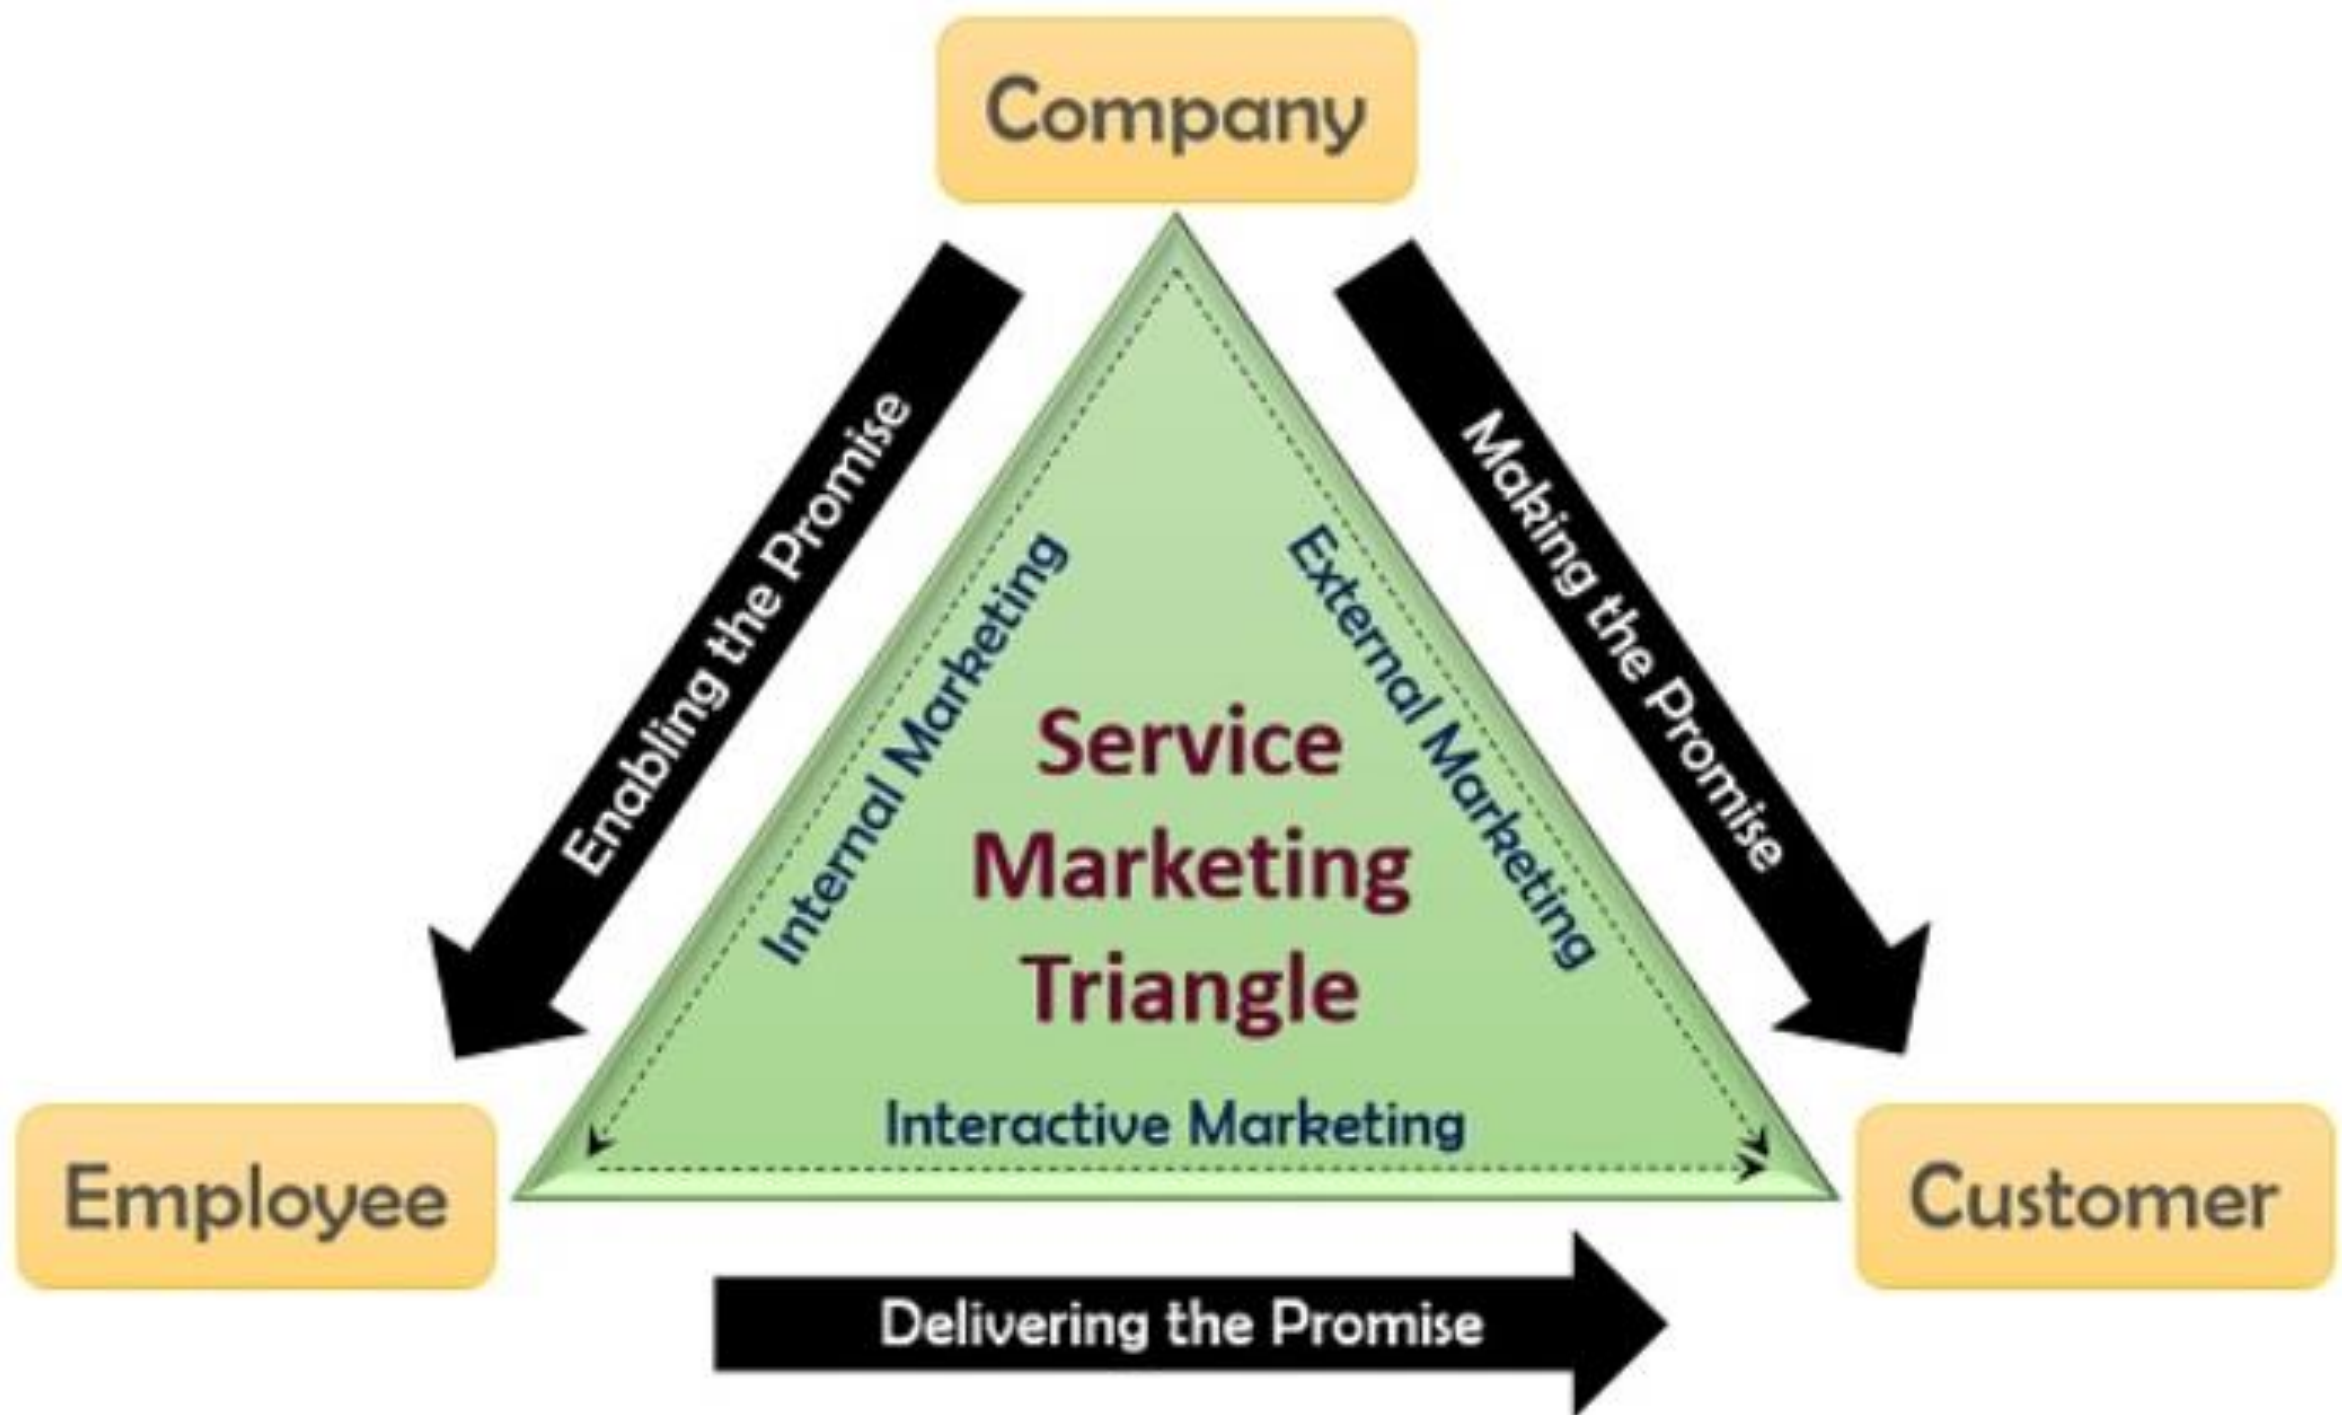 Company
Enabling the Promise
Making the Promise
Internal Marketing
External Marketing
Service
Marketing
Triangle
Interactive Marketing
Employee
Customer
Delivering the Promise